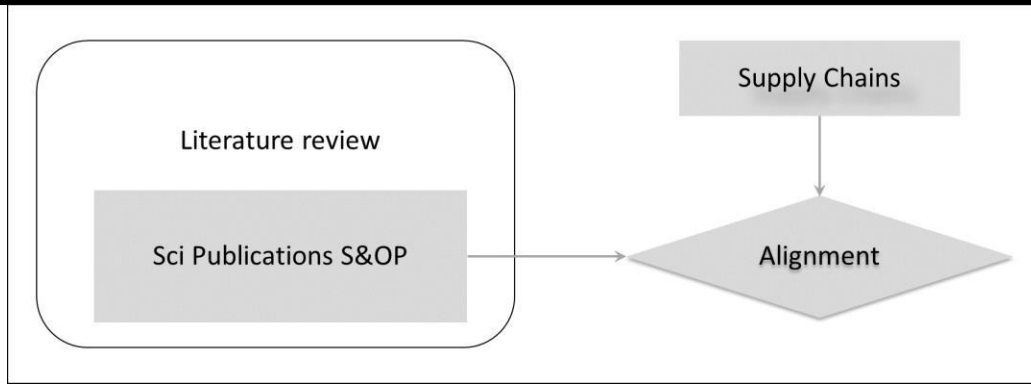 Supply Chains
Literature review
Sci Publications S&OP
Alignment